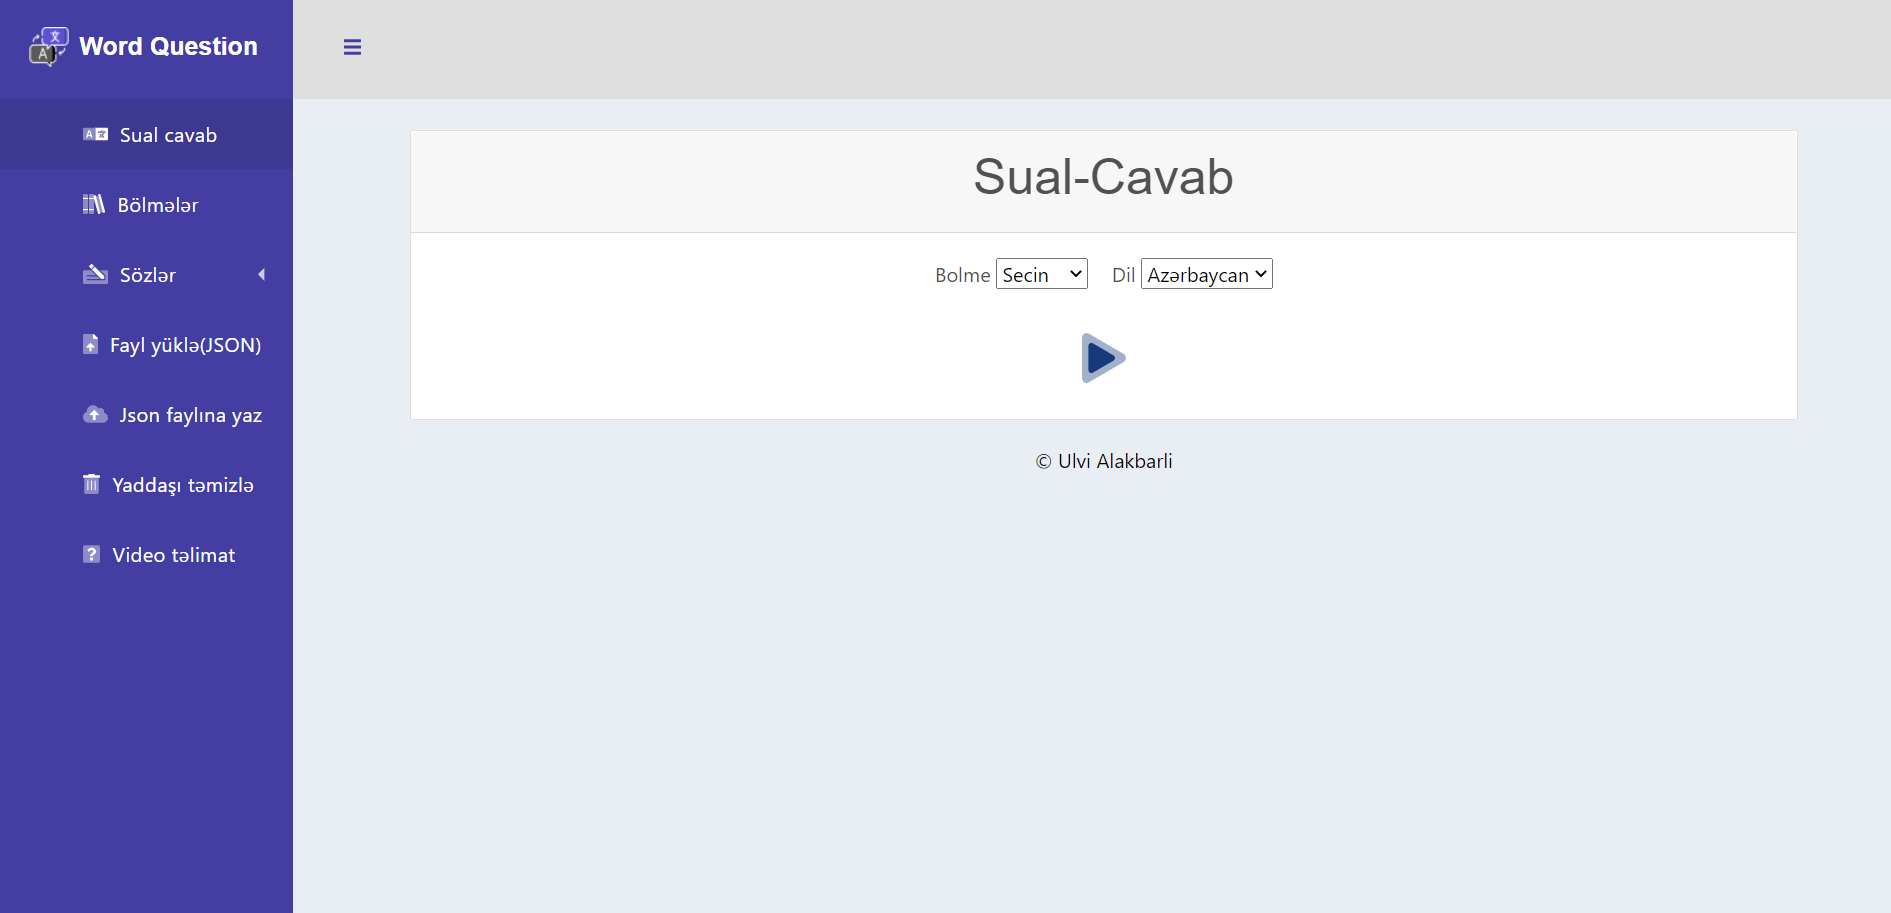 Word Question
Sual cavab
Bölmələr
Sözlər
Fayl yüklə(JSON)
Json faylına yaz
Yaddaşı təmizlə
Video təlimat
Sual-Cavab
Bolme Secin Dil Azərbaycan
© Ulvi Alakbarli